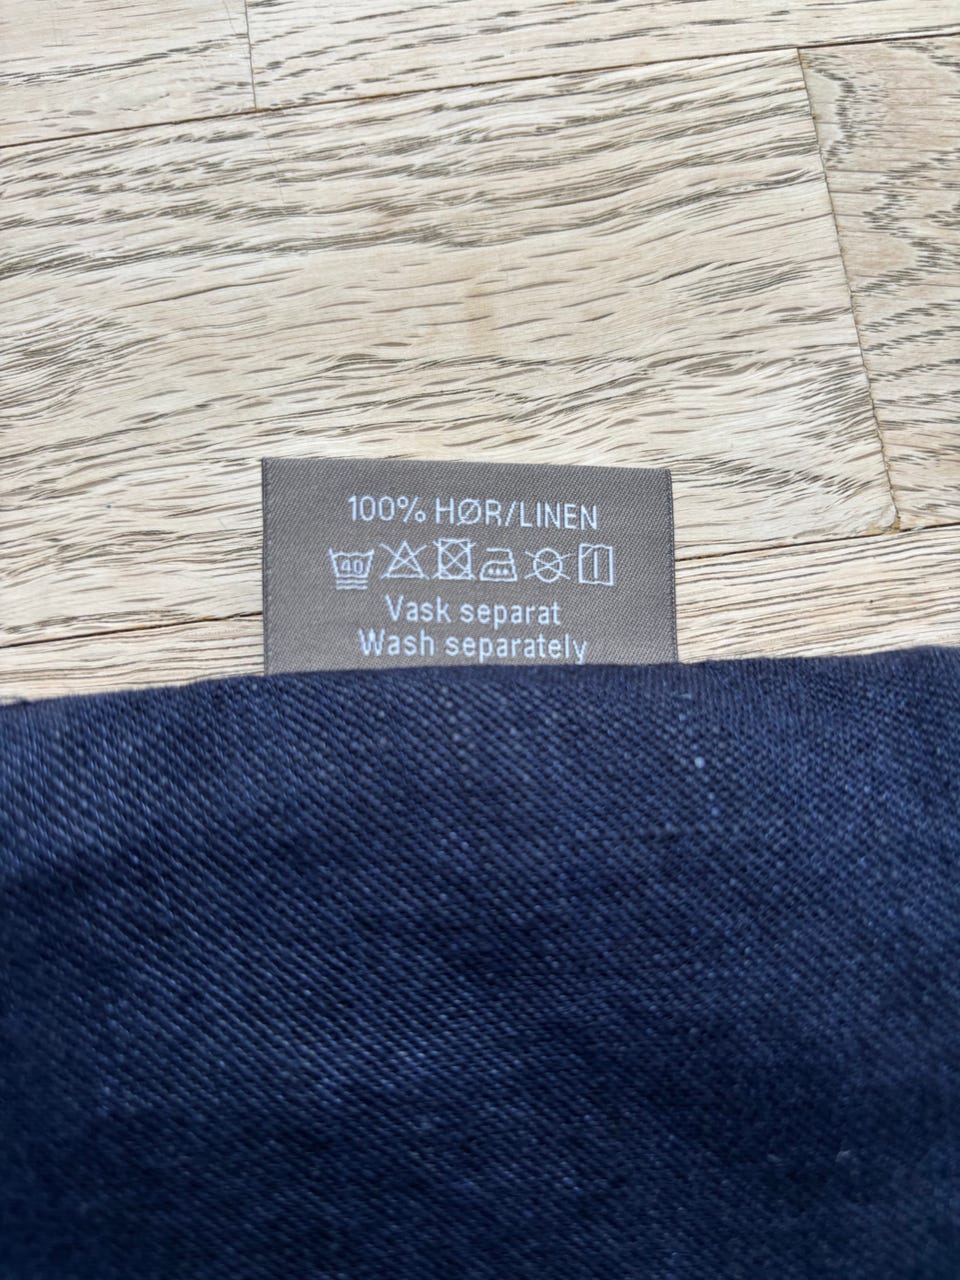 100% HØR/LINEN
40
Vask separat
Wash separately